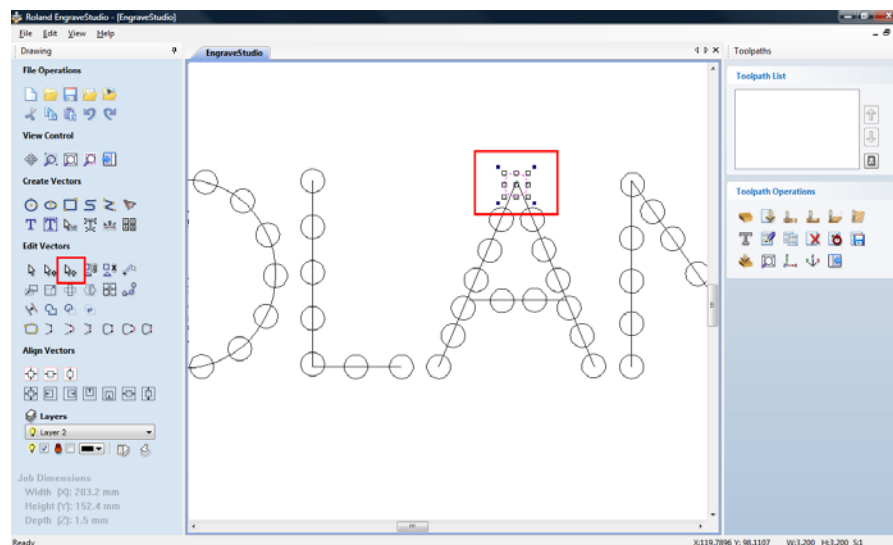 Roland EngraveStudio - [EngraveStudio]
File Edit View Help
Drawing
EngraveStudio
Toolpaths
File Operations
Toolpath List
View Control
Create Vectors
Toolpath Operations
Edit Vectors
Align Vectors
Layers
Layer 2
Job Dimensions
Width [X]: 203.2 mm
Height [Y]: 152.4 mm
Depth [Z]: 1.5 mm
Ready
X:119.7896 Y: 98.1107 W:3.200 H:3.200 S:1